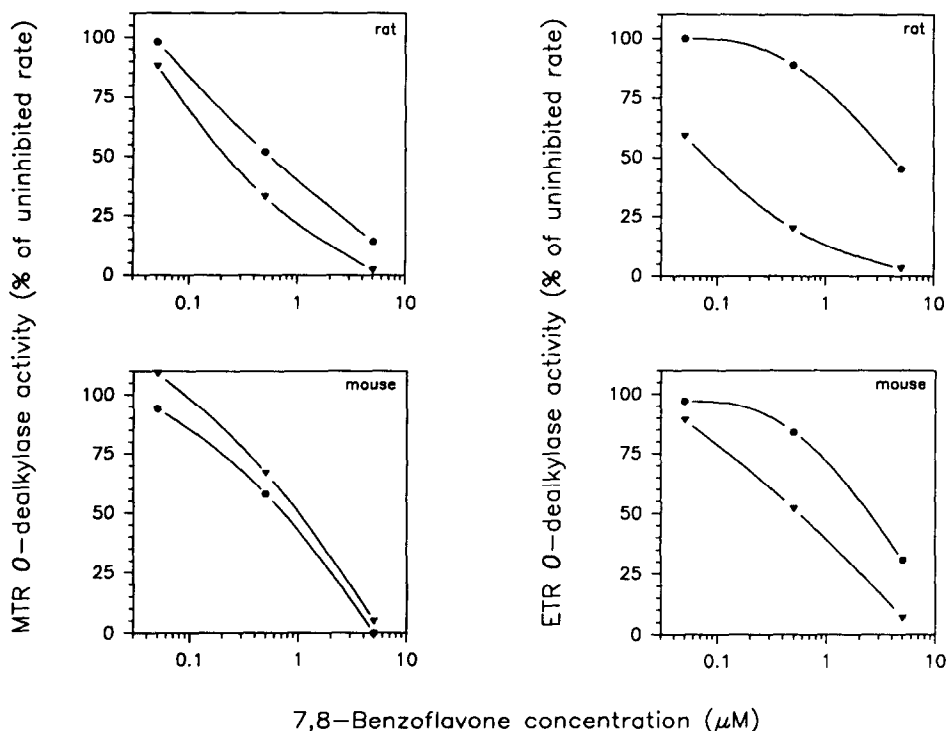 MTR O-dealkylase activity (% of uninhibited rate)
rat
100
75
50
25
0
0.1 1 10
ETR O-dealkylase activity (% of uninhibited rate)
rat
100
75
50
25
0
0.1 1 10
mouse
100
75
50
25
0
0.1 1 10
mouse
100
75
50
25
0
0.1 1 10
7,8-Benzoflavone concentration (μM)